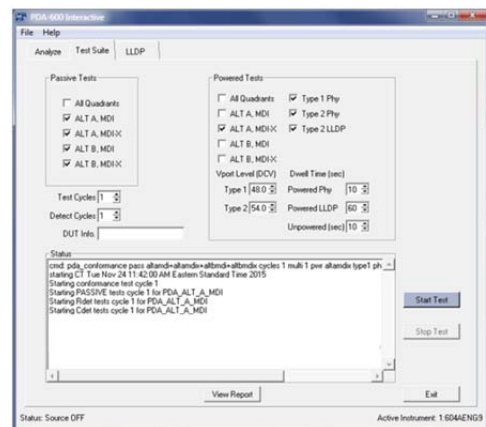 PDA-600 Interactive
File Help
Analyze Test Suite LLDP
Passive Tests
All Quadrants
ALT A, MDI
ALT A, MDI-X
ALT B, MDI
ALT B, MDI-X
Test Cycles 1
Detect Cycles 1
DUT Info.
Powered Tests
All Quadrants Type 1 Phy
ALT A, MDI Type 2 Phy
ALT A, MDI-X Type 2 LLDP
ALT B, MDI
ALT B, MDI-X
Vport Level (DCV) Dwell Time (sec)
Type 1 48.0 Powered Phy 10
Type 2 54.0 Powered LLDP 60
Unpowered (sec) 10
Status
cmd: pda_conformance pass altamdi+altamdix+altbmdi+altbmdix cycles 1 multi 1 pwr altamdix type1 ph
starting CT Tue Nov 24 11:42:00 AM Eastern Standard Time 2015
Starting conformance test cycle 1
Starting PASSIVE tests cycle 1 for PDA_ALT_A_MDI
Starting Rdet tests cycle 1 for PDA_ALT_A_MDI
Starting Cdet tests cycle 1 for PDA_ALT_A_MDI
Start Test
Stop Test
View Report
Exit
Status: Source OFF
Active Instrument: 1:604AENG9